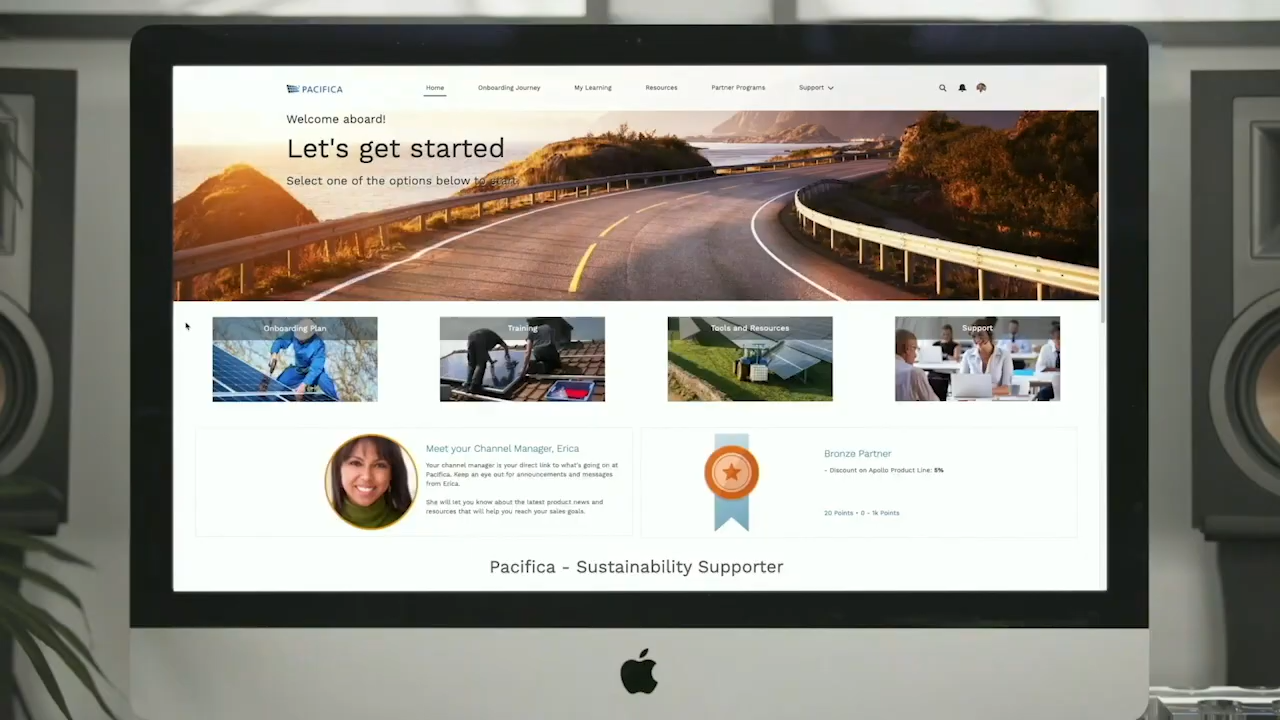 PACIFICA
Home
Onboarding Journey
My Learning
Resources
Partner Programs
Support
Welcome aboard!
Let's get started
Select one of the options below to start.
Onboarding Plan
Training
Tools and Resources
Support
Meet your Channel Manager, Erica
Your channel manager is your direct link to what's going on at
Pacifica. Keep an eye out for announcements and messages
from Erica.
She will let you know about the latest product news and
resources that will help you reach your sales goals.
Bronze Partner
- Discount on Apollo Product Line: 5%
20 Points • 0 - 1k Points
Pacifica - Sustainability Supporter